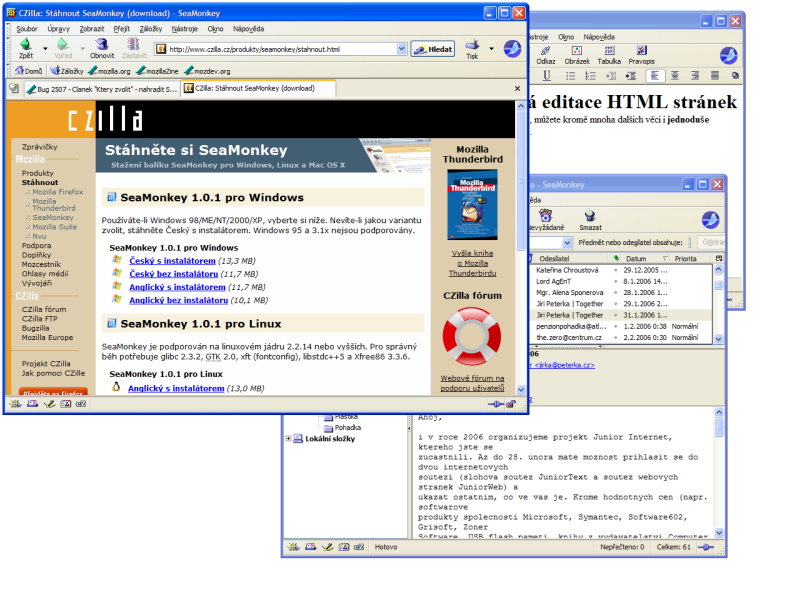 CZilla: Stáhnout SeaMonkey (download) - SeaMonkey
Soubor Úpravy Zobrazit Přejít Záložky Nástroje Okno Nápověda
Zpět Vpřed Obnovit Zastavit http://www.czilla.cz/produkty/seamonkey/stahnout.html Hledat Tisk
Domů Záložky mozilla.org mozillaZine mozdev.org
Bug 2507 - Clanek "Ktery zvolit" - nahradit S... CZilla: Stáhnout SeaMonkey (download)
czilla
Zprávičky
Mozilla
Produkty
Stáhnout
.: Mozilla Firefox
.: Mozilla
Thunderbird
.: SeaMonkey
.: Mozilla Suite
.: Nvu
Podpora
Doplňky
Mozcestník
Ohlasy médií
Vývojáři
CZilla
CZilla fórum
CZilla FTP
Bugzilla
Mozilla Europe
Projekt CZilla
Jak pomoci CZille
Stáhněte si SeaMonkey
Stažení balíku SeaMonkey pro Windows, Linux a Mac OS X
SeaMonkey 1.0.1 pro Windows
Používáte-li Windows 98/ME/NT/2000/XP, vyberte si níže. Nevíte-li jakou variantu
zvolit, stáhněte Český s instalátorem. Windows 95 a 3.1x nejsou podporovány.
SeaMonkey 1.0.1 pro Windows
Český s instalátorem (13,3 MB)
Český bez instalátoru (11,7 MB)
Anglický s instalátorem (11,7 MB)
Anglický bez instalátoru (10,1 MB)
SeaMonkey 1.0.1 pro Linux
SeaMonkey je podporován na linuxovém jádru 2.2.14 nebo vyšších. Pro správný
běh potřebuje glibc 2.3.2, GTK 2.0, xft (fontconfig), libstdc++5 a Xfree86 3.3.6.
SeaMonkey 1.0.1 pro Linux
Anglický s instalátorem (13,0 MB)
Mozilla
Thunderbird
Mozilla
Thunderbird
Vyšla kniha
o Mozilla
Thunderbirdu
CZilla fórum
Webové fórum na
podporu uživatelů
Okno Nápověda
Odkaz Obrázek Tabulka Pravopis
á editace HTML stránek
, můžete kromě mnoha dalších věcí i jednoduše
- SeaMonkey
Nevyžádané Smazat
Předmět nebo odesílatel obsahuje:
Odesílatel Datum Priorita
Kateřina Chroustová 29.12.2005 ...
Lord AgEnT 8.1.2006 14...
Mgr. Alena Sponerova 28.1.2006 1...
Jiri Peterka | Together 29.1.2006 2...
Jiri Peterka | Together 31.1.2006 1...
penzionpohadka@atl... 1.2.2006 0:38 Normální
the.zero@centrum.cz 2.2.2006 0:30 Normální
<jirka@peterka.cz>
Plastika
Pohadka
Lokální složky
Ahoj,
i v roce 2006 organizujeme projekt Junior Internet,
ktereho jste se
zucastnili. Az do 28. unora mate moznost prihlasit se do
dvou internetovych
soutezi (slohova soutez JuniorText a soutez webovych
stranek JuniorWeb) a
ukazat ostatnim, co ve vas je. Krome hodnotnych cen (napr.
softwarove
produkty spolecnosti Microsoft, Symantec, Software602,
Grisoft, Zoner
Software, USB flash pameti, knihy z vydavatelstvi Computer
Hotovo Nepřečteno: 0 Celkem: 61